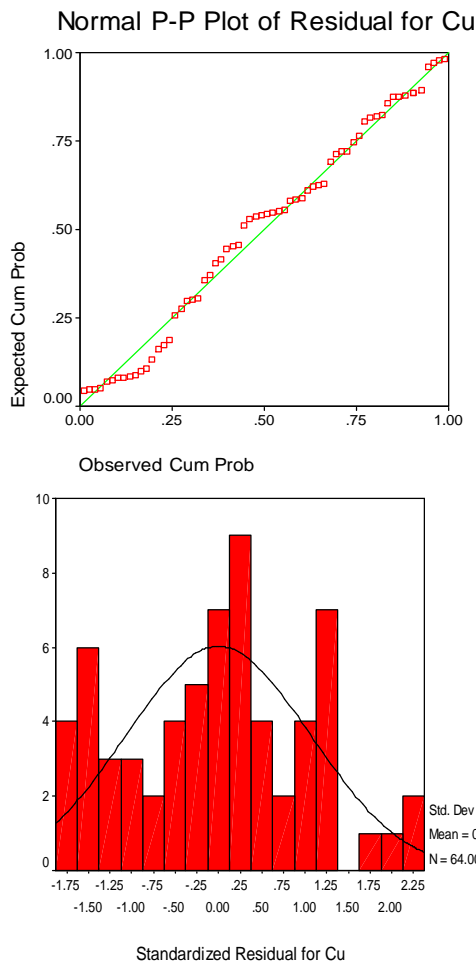 Normal P-P Plot of Residual for Cu
1.00
.75
.50
.25
0.00
Expected Cum Prob
0.00 .25 .50 .75 1.00
Observed Cum Prob
10
8
6
4
2
0
Std. Dev
Mean = 0
N = 64.00
-1.75 -1.25 -.75 -.25 .25 .75 1.25 1.75 2.25
-1.50 -1.00 -.50 0.00 .50 1.00 1.50 2.00
Standardized Residual for Cu